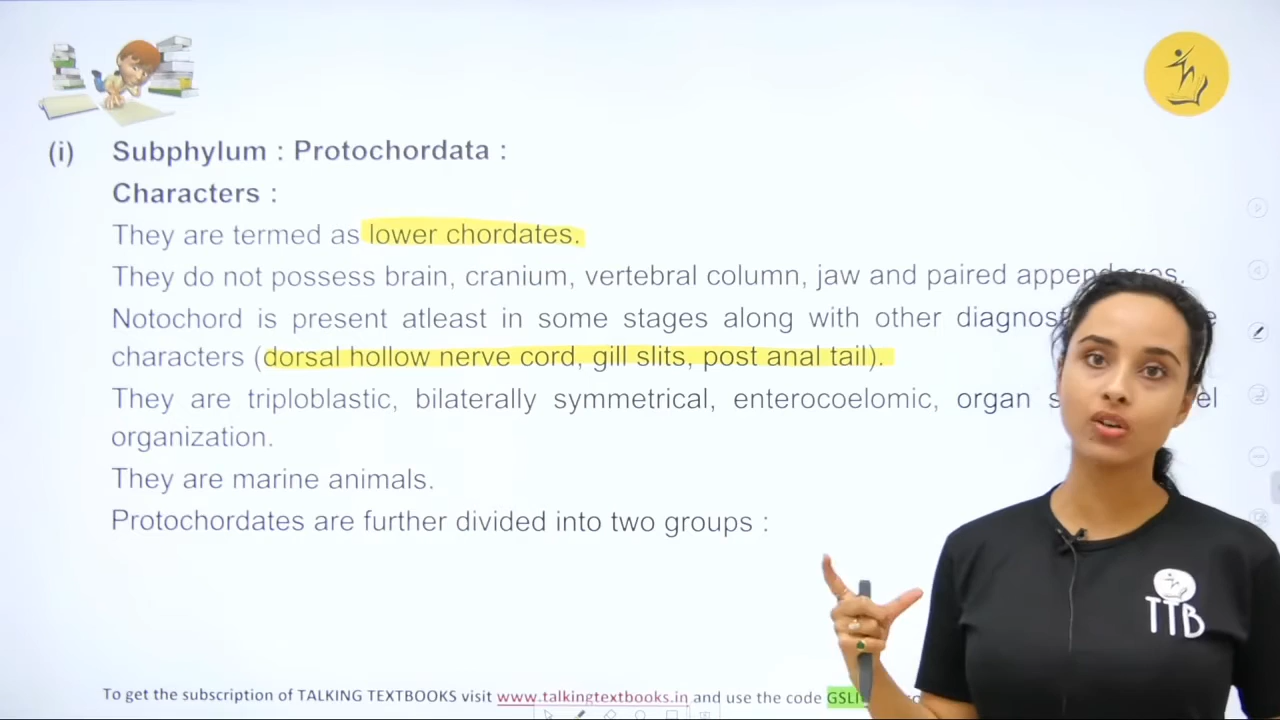 (i) Subphylum : Protochordata :
Characters :
They are termed as lower chordates.
They do not possess brain, cranium, vertebral column, jaw and paired
Notochord is present atleast in some stages along with other
characters (dorsal hollow nerve cord, gill slits, post anal tail).
They are triploblastic, bilaterally symmetrical, enterocoelomic, organ
organization.
They are marine animals.
Protochordates are further divided into two groups :
TTB
To get the subscription of TALKING TEXTBOOKS visit www.talkingtextbooks.in and use the code